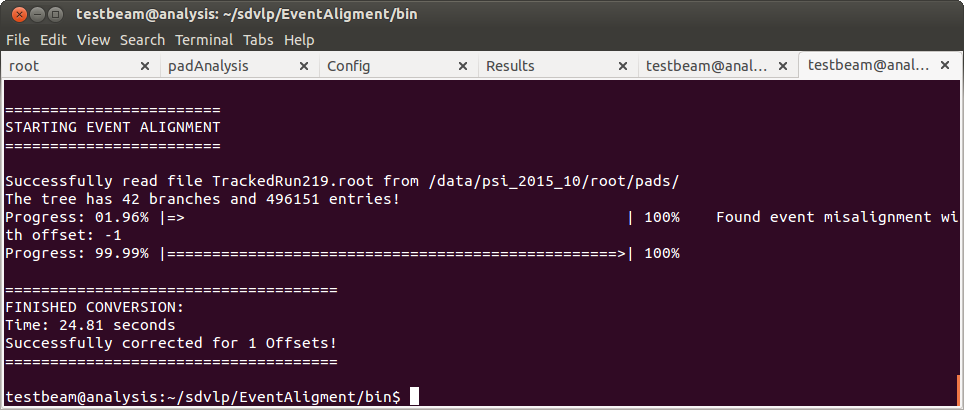 testbeam@analysis: ~/sdvlp/EventAligment/bin
File Edit View Search Terminal Tabs Help
root × padAnalysis × Config × Results × testbeam@anal... × testbeam@anal... ×
========================
STARTING EVENT ALIGNMENT
========================
Successfully read file TrackedRun219.root from /data/psi_2015_10/root/pads/
The tree has 42 branches and 496151 entries!
Progress: 01.96% |=>                                                 | 100%    Found event misalignment wi
th offset: -1
Progress: 99.99% |==================================================>| 100%
=====================================
FINISHED CONVERSION:
Time: 24.81 seconds
Successfully corrected for 1 Offsets!
=====================================
testbeam@analysis:~/sdvlp/EventAligment/bin$